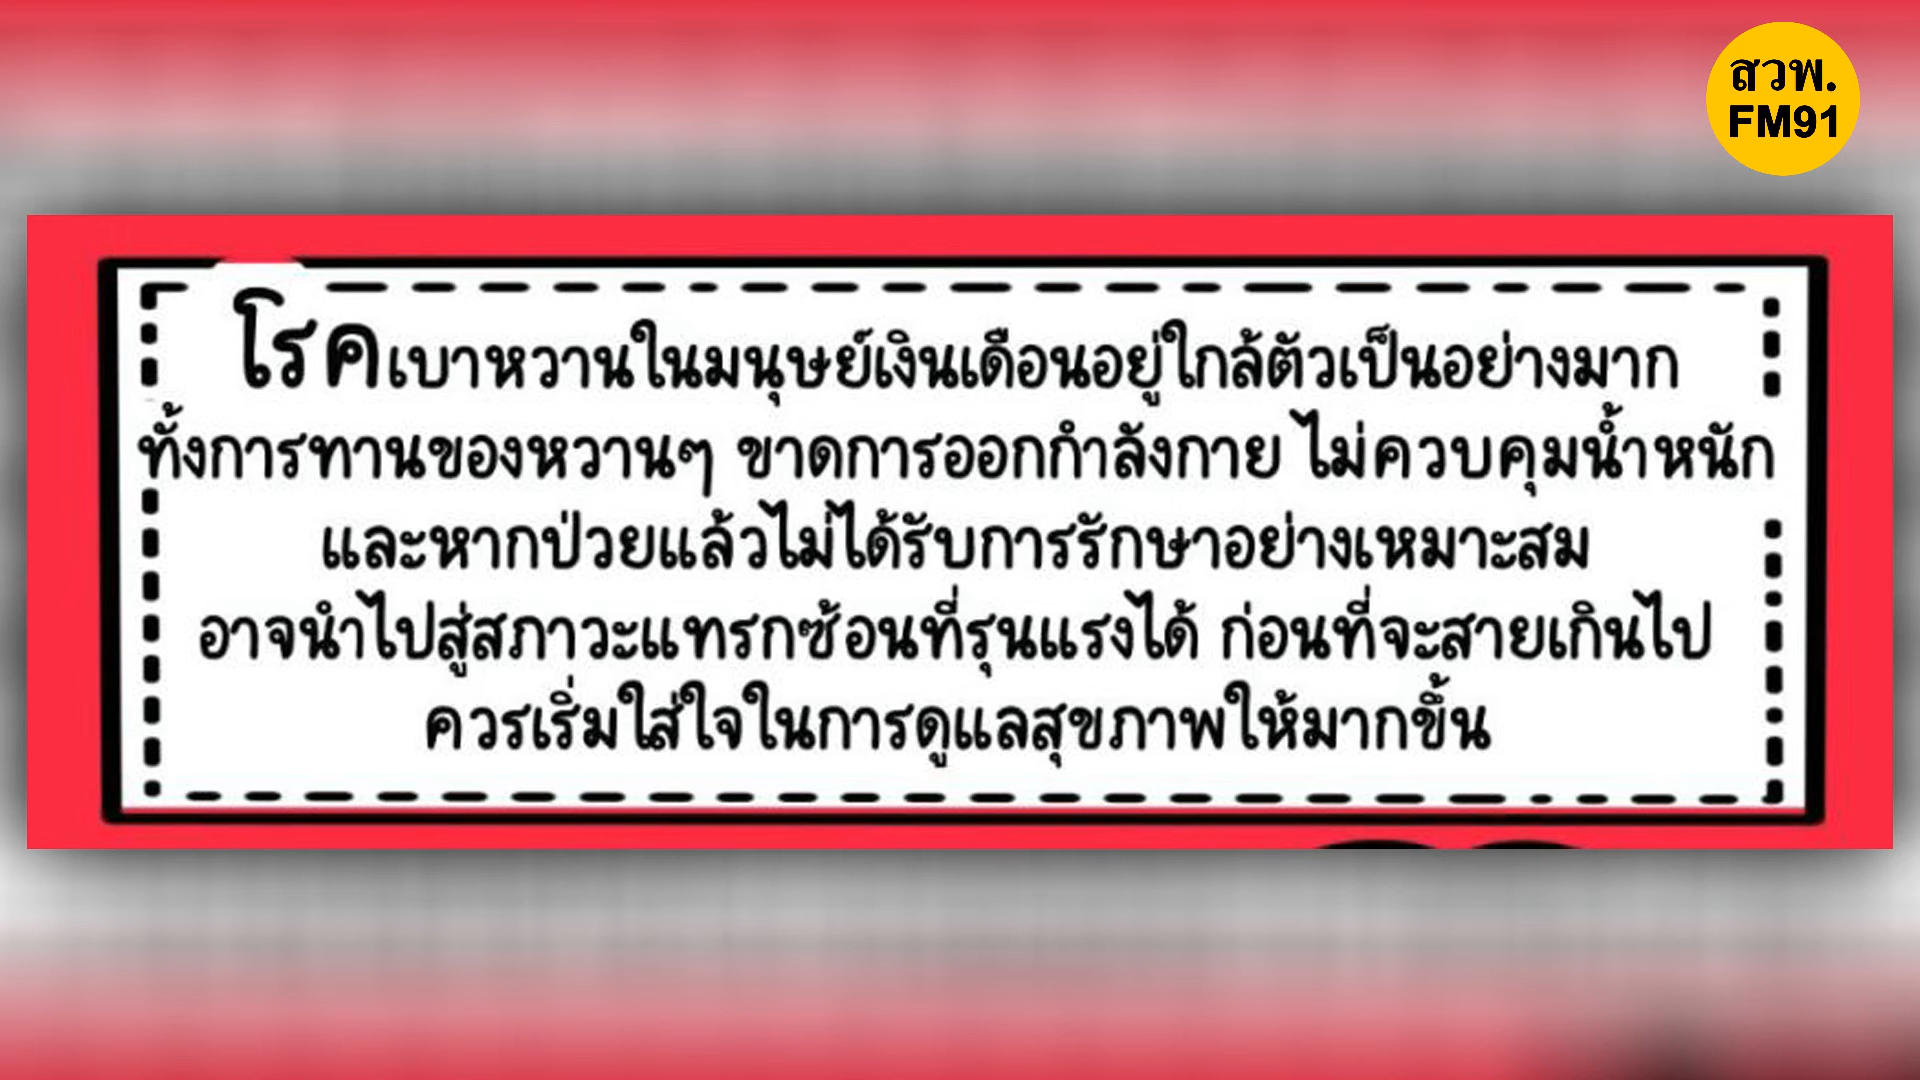 สวพ.
FM91
โรคเบาหวานในมนุษย์เงินเดือนอยู่ใกล้ตัวเป็นอย่างมาก
ทั้งการทานของหวานๆ ขาดการออกกำลังกาย ไม่ควบคุมน้ำหนัก
และหากป่วยแล้วไม่ได้รับการรักษาอย่างเหมาะสม
อาจนำไปสู่สภาวะแทรกซ้อนที่รุนแรงได้ ก่อนที่จะสายเกินไป
ควรเริ่มใส่ใจในการดูแลสุขภาพให้มากขึ้น